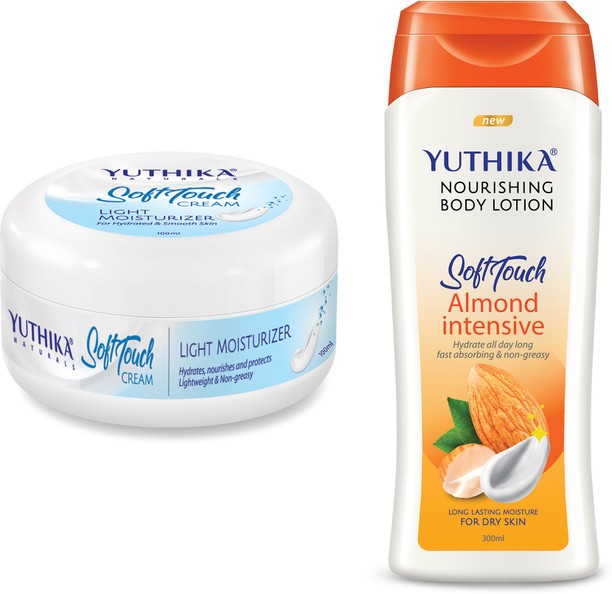 YUTHIKA®
NATURALS
Soft Touch
CREAM
LIGHT
MOISTURIZER
For Hydrated & Smooth Skin
100ml
YUTHIKA®
NATURALS
Soft Touch
CREAM
LIGHT MOISTURIZER
Hydrates, nourishes and protects
Lightweight & Non-greasy
100ml
new
YUTHIKA®
NOURISHING
BODY LOTION
Soft Touch
Almond
intensive
Hydrate all day long
fast absorbing & non-greasy
LONG LASTING MOISTURE
FOR DRY SKIN
300ml